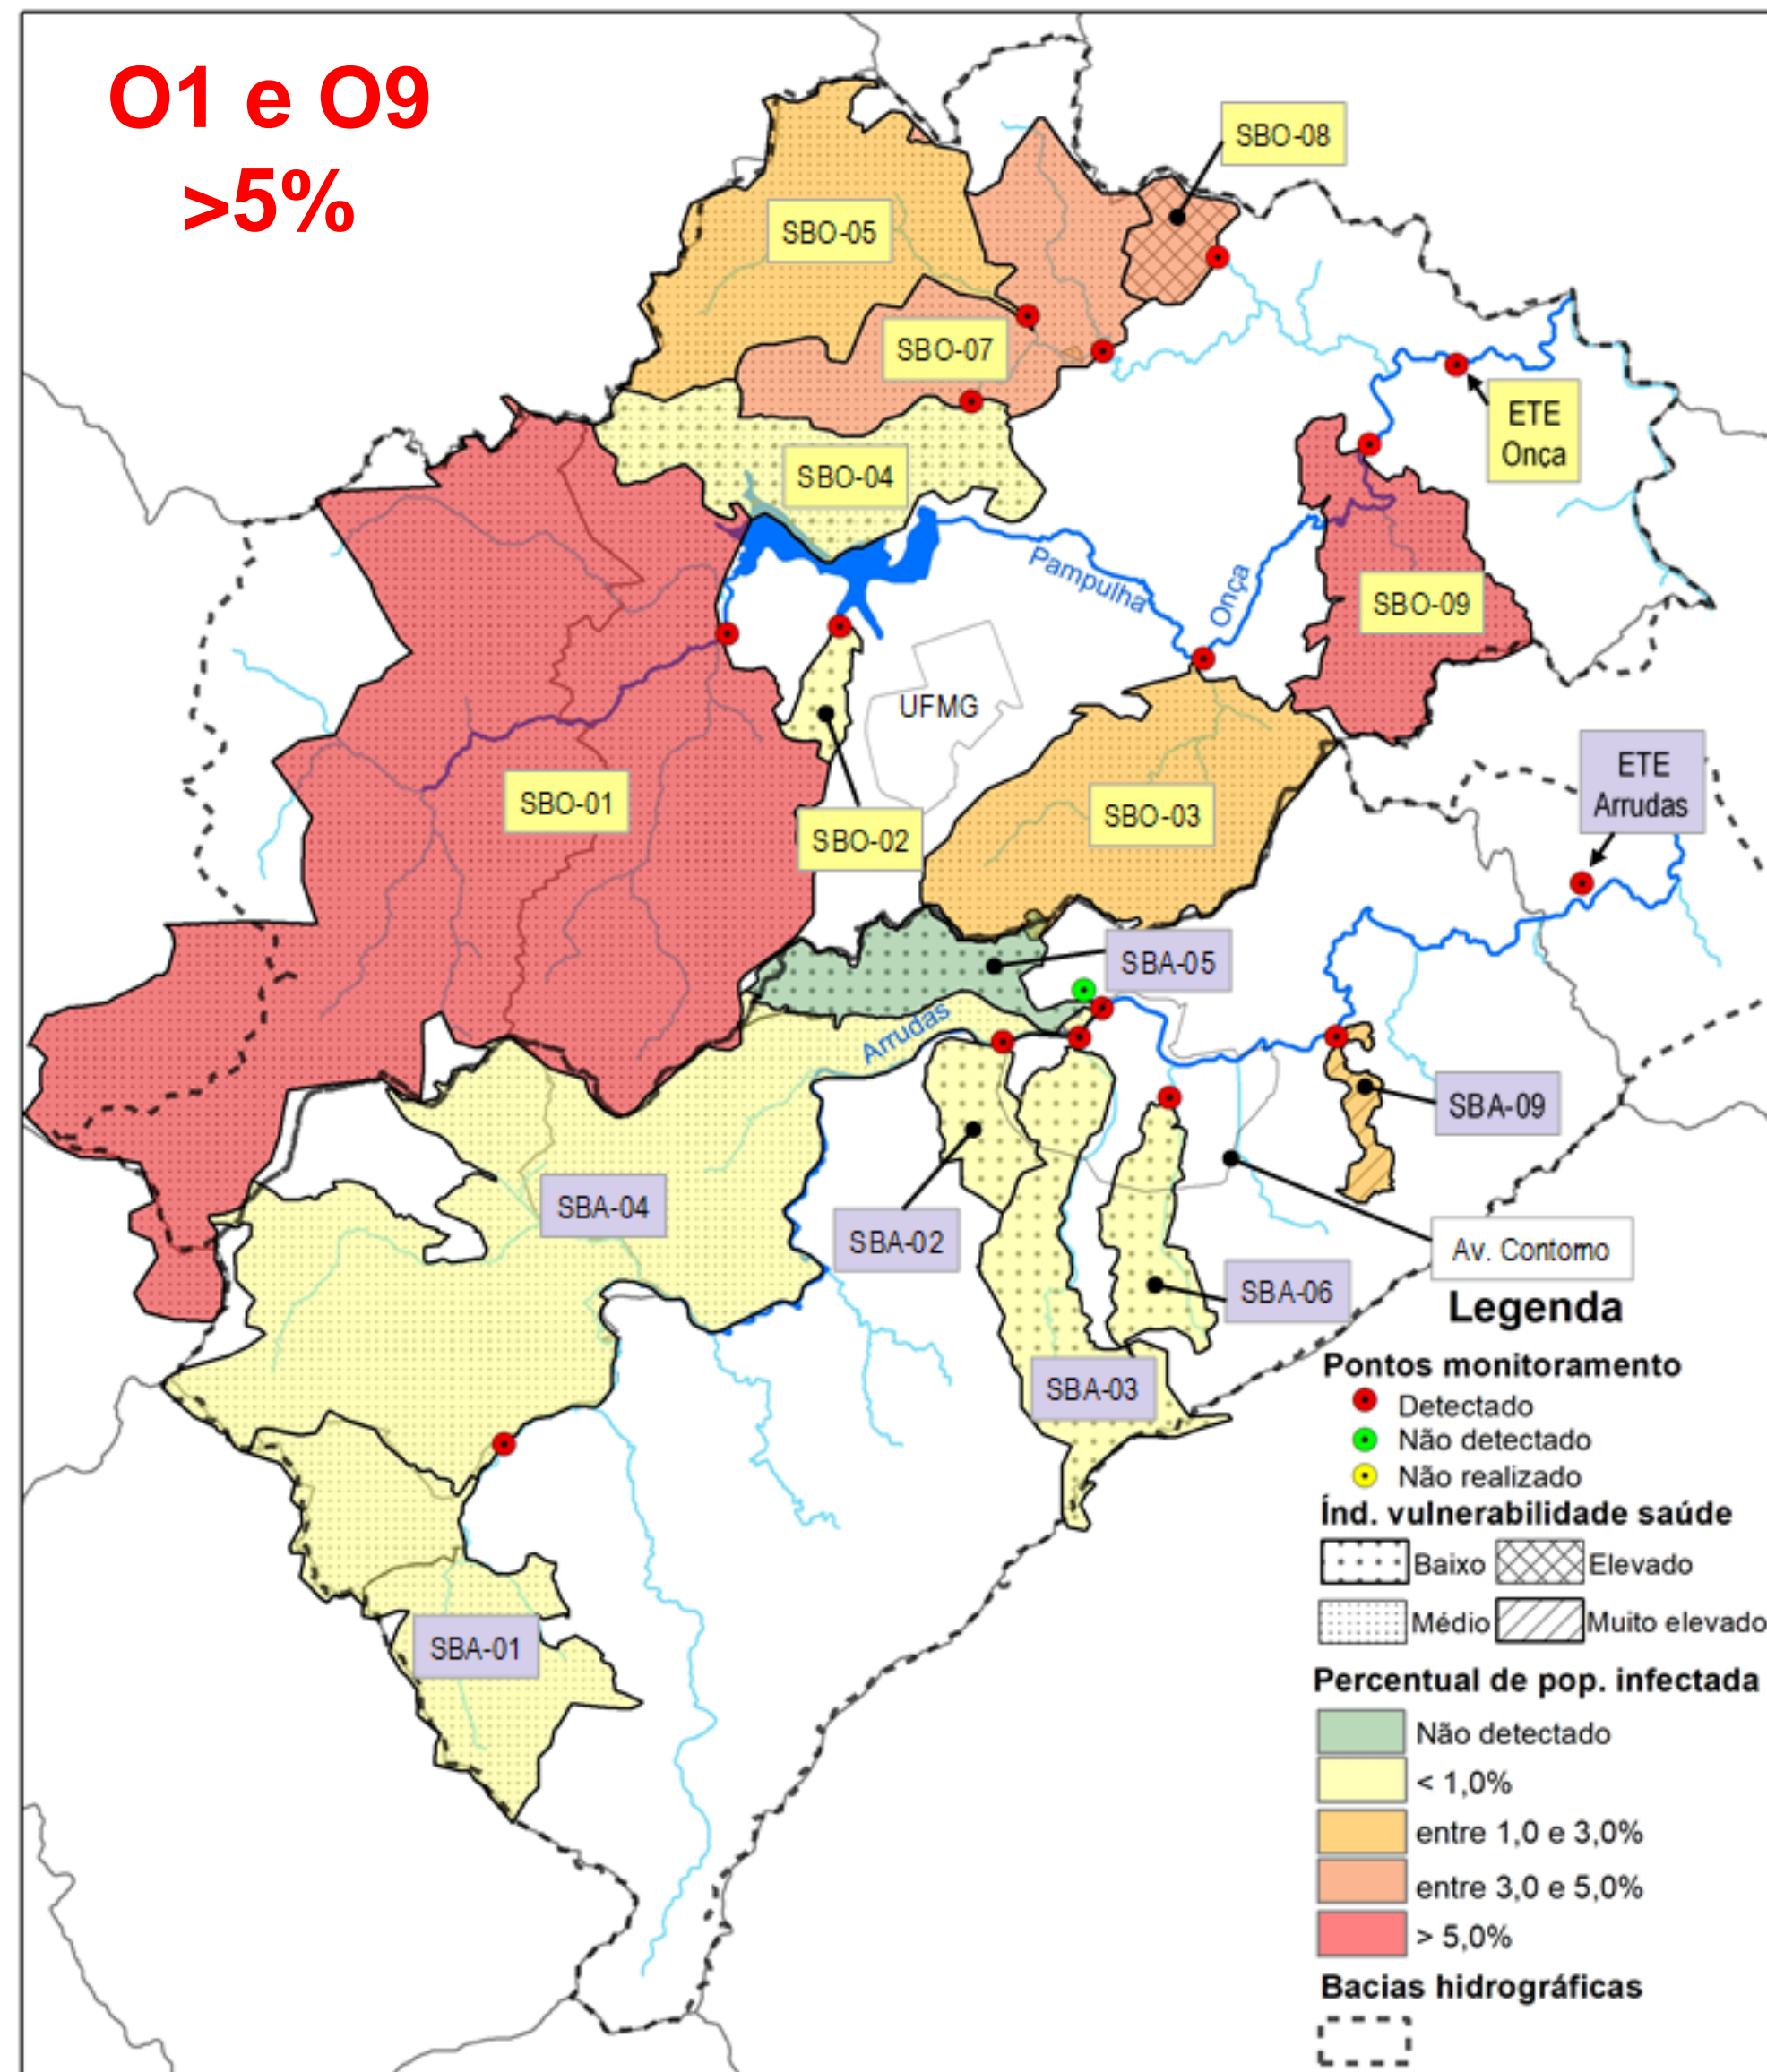 O1 e O9
>5%
SBO-08
SBO-05
SBO-07
ETE
Onça
SBO-04
Pampulha
Onça
SBO-09
UFMG
ETE
Arrudas
SBO-01
SBO-02
SBO-03
SBA-05
Arrudas
SBA-09
SBA-04
SBA-02
Av. Contorno
SBA-06
SBA-03
SBA-01
Legenda
Pontos monitoramento
Detectado
Não detectado
Não realizado
Índ. vulnerabilidade saúde
Baixo Elevado
Médio Muito elevado
Percentual de pop. infectada
Não detectado
< 1,0%
entre 1,0 e 3,0%
entre 3,0 e 5,0%
> 5,0%
Bacias hidrográficas